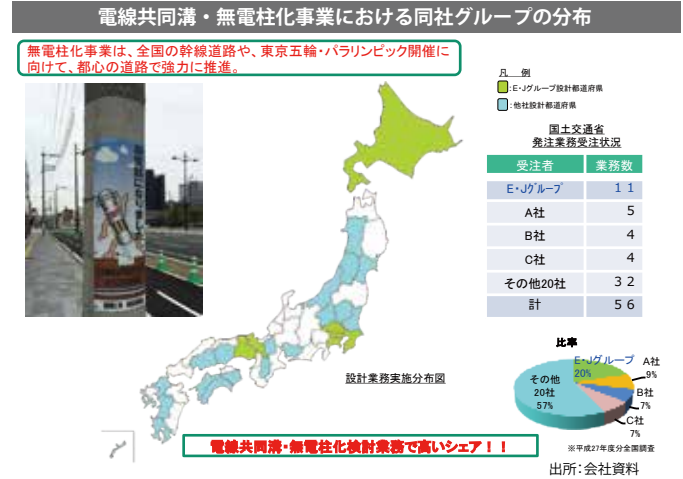 電線共同溝・無電柱化事業における同社グループの分布
無電柱化事業は、全国の幹線道路や、東京五輪・パラリンピック開催に
向けて、都心の道路で強力に推進。
凡 例
:E・Jグループ設計都道府県
:他社設計都道府県
国土交通省
発注業務受注状況
受注者 業務数
E・Jグループ 11
A社 5
B社 4
C社 4
その他20社 32
計 56
比率
E・Jグループ
20%
A社
9%
B社
7%
C社
7%
その他
20社
57%
設計業務実施分布図
電線共同溝・無電柱化検討業務で高いシェア！！
※平成27年度分全国調査
出所：会社資料